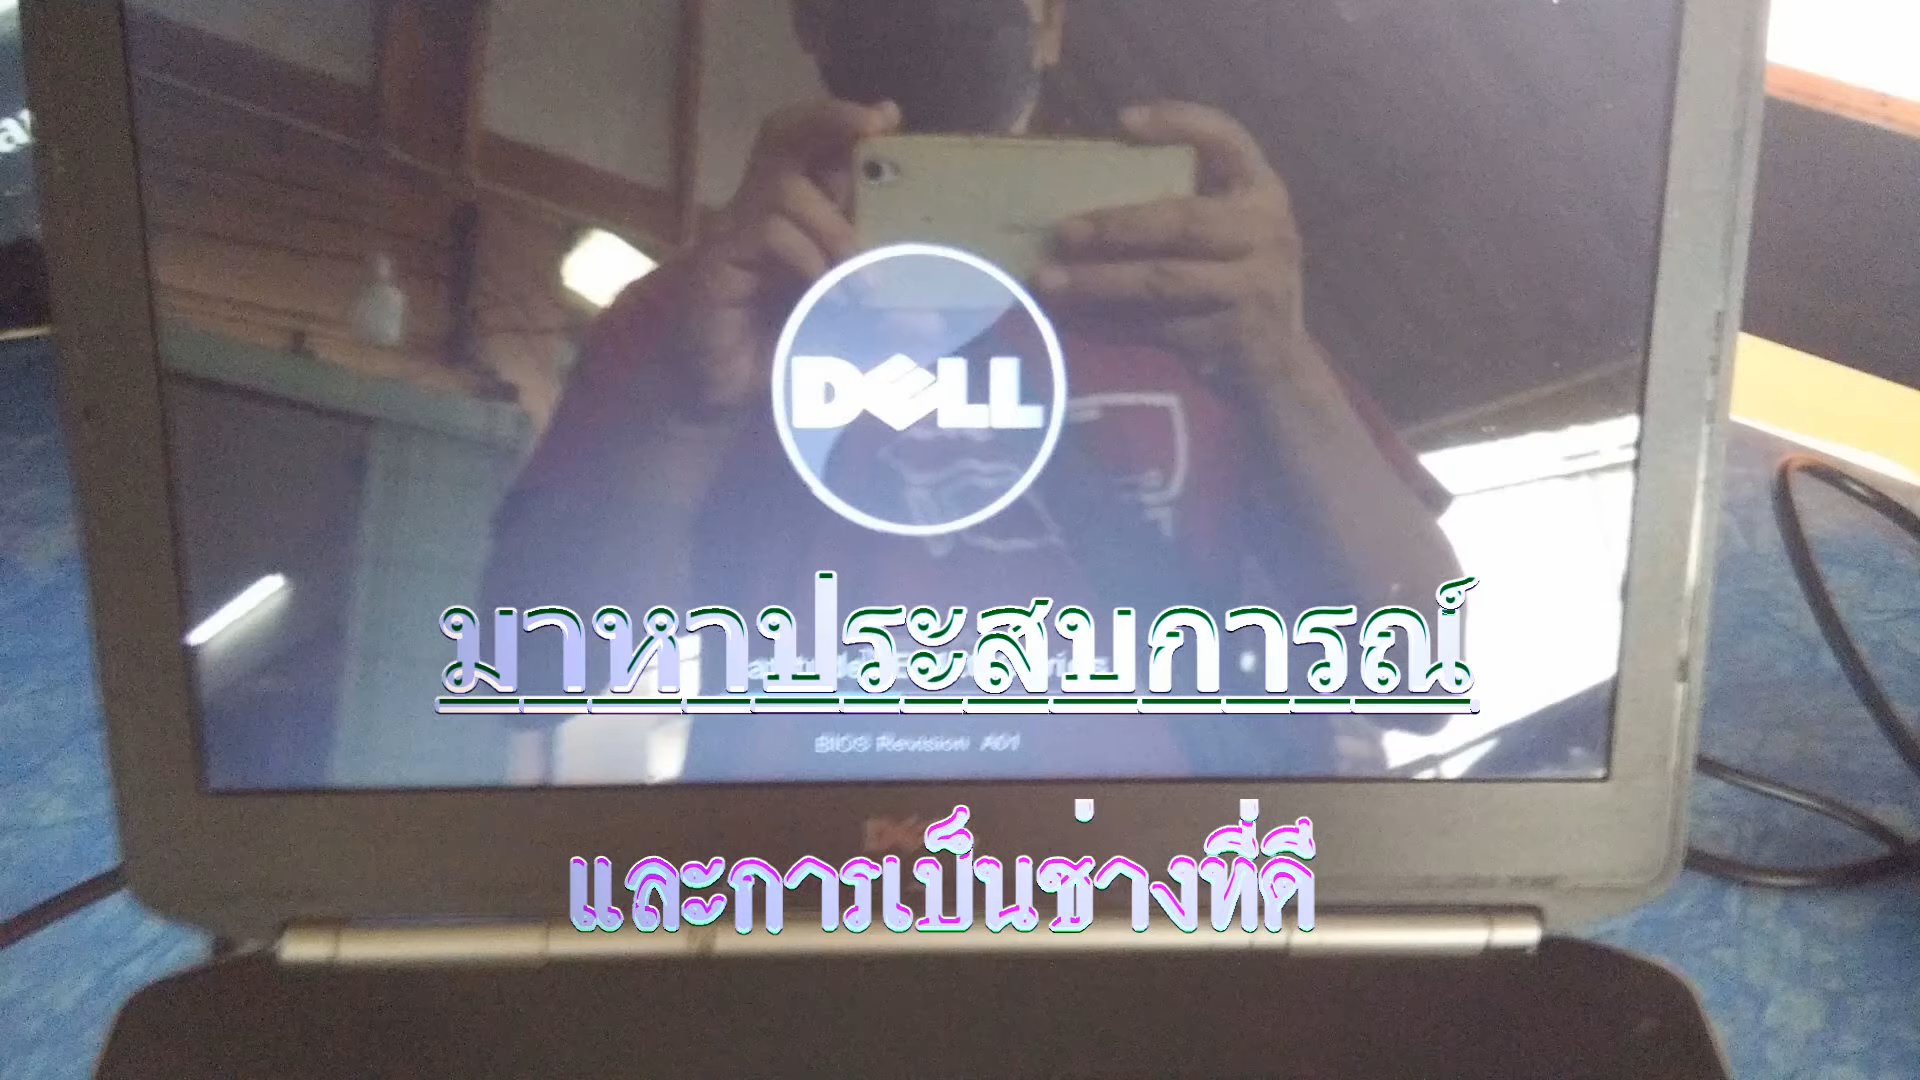 DELL
มาหาประสบการณ์
BIOS Revision A01
และการเป็นช่างที่ดี